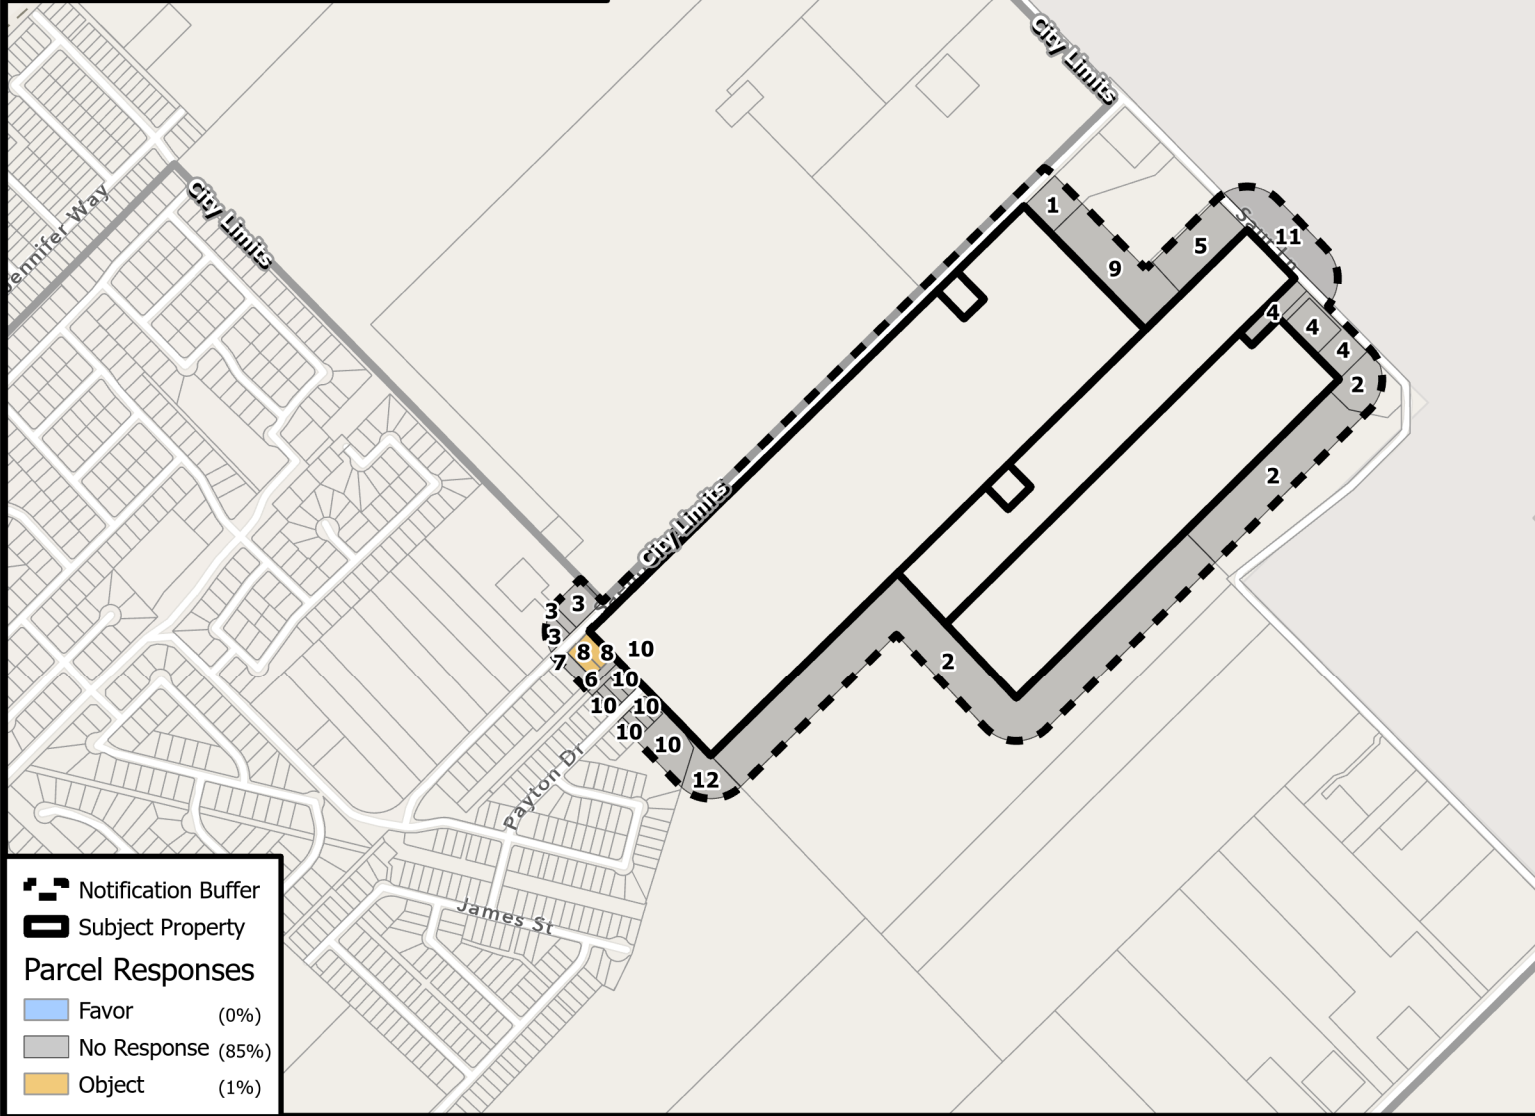 City Limits
City Limits
Jennifer Way
1
5
11
9
4
4
4
2
2
City Limits
3
3
3
8
8
10
7
6
10
2
10
10
10
10
12
Payton Dr
James St
Notification Buffer
Subject Property
Parcel Responses
Favor (0%)
No Response (85%)
Object (1%)